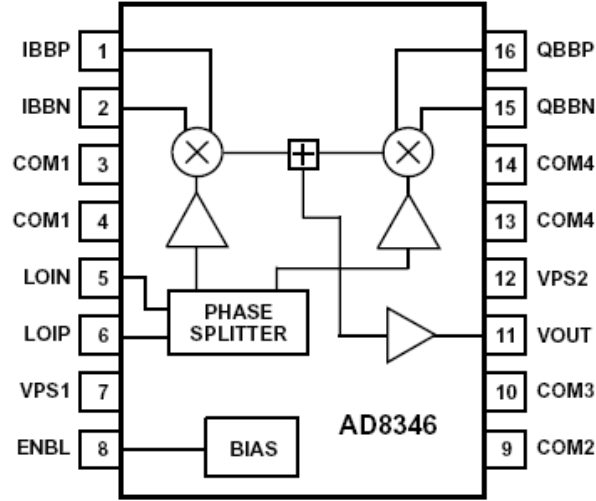 IBBP 1
16 QBBP
IBBN 2
15 QBBN
COM1 3
14 COM4
COM1 4
13 COM4
LOIN 5
12 VPS2
PHASE
SPLITTER
LOIP 6
11 VOUT
VPS1 7
10 COM3
AD8346
ENBL 8
BIAS
9 COM2